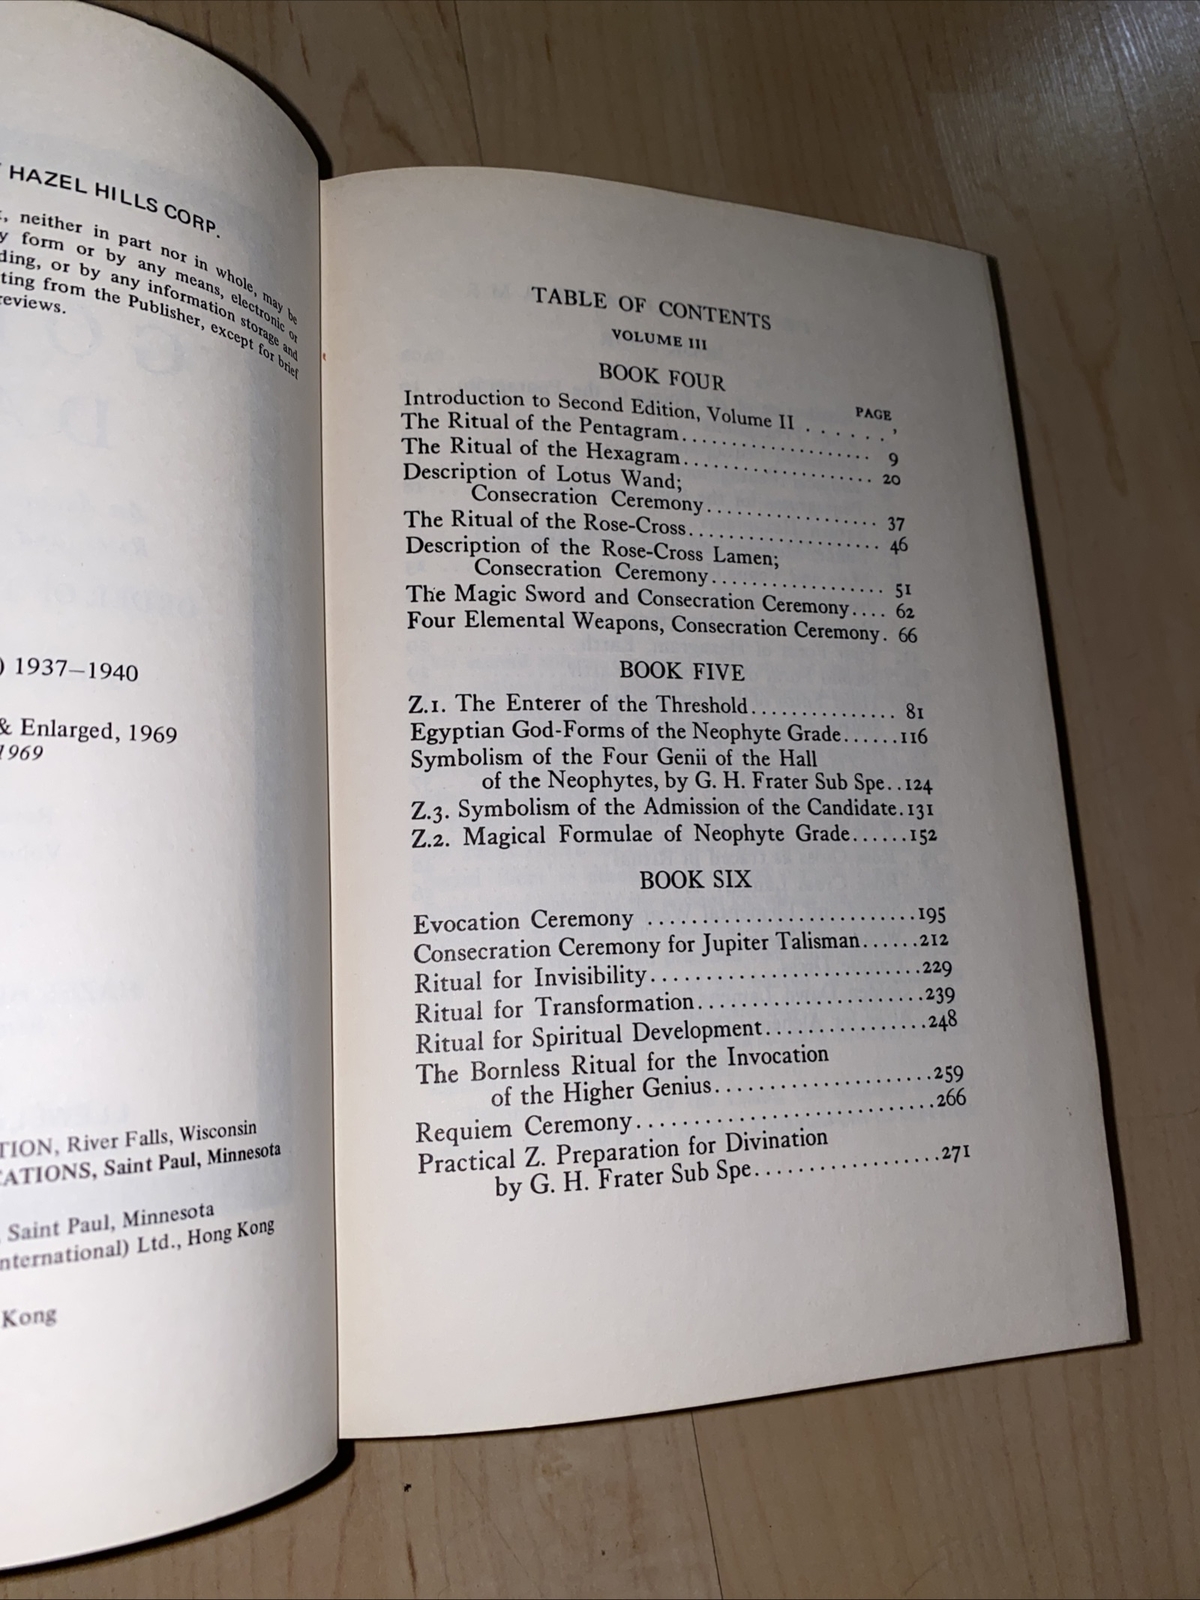 HAZEL HILLS CORP.
, neither in part nor in whole, may be
y form or by any means, electronic or
ding, or by any information storage and
ting from the Publisher, except for brief
reviews.
) 1937–1940
& Enlarged, 1969
1969
TION, River Falls, Wisconsin
CATIONS, Saint Paul, Minnesota
, Saint Paul, Minnesota
nternational) Ltd., Hong Kong
Kong
TABLE OF CONTENTS
VOLUME III
BOOK FOUR
PAGE
Introduction to Second Edition, Volume II . . . . . . ,
The Ritual of the Pentagram.................... 9
The Ritual of the Hexagram.................... 20
Description of Lotus Wand;
Consecration Ceremony.................. 37
The Ritual of the Rose-Cross.................... 46
Description of the Rose-Cross Lamen;
Consecration Ceremony.................. 51
The Magic Sword and Consecration Ceremony.... 62
Four Elemental Weapons, Consecration Ceremony. 66
BOOK FIVE
Z.1. The Enterer of the Threshold............... 81
Egyptian God-Forms of the Neophyte Grade......116
Symbolism of the Four Genii of the Hall
of the Neophytes, by G. H. Frater Sub Spe..124
Z.3. Symbolism of the Admission of the Candidate.131
Z.2. Magical Formulae of Neophyte Grade......152
BOOK SIX
Evocation Ceremony ..........................195
Consecration Ceremony for Jupiter Talisman......212
Ritual for Invisibility..........................229
Ritual for Transformation......................239
Ritual for Spiritual Development................248
The Bornless Ritual for the Invocation
of the Higher Genius.....................259
Requiem Ceremony.............................266
Practical Z. Preparation for Divination
by G. H. Frater Sub Spe..................271